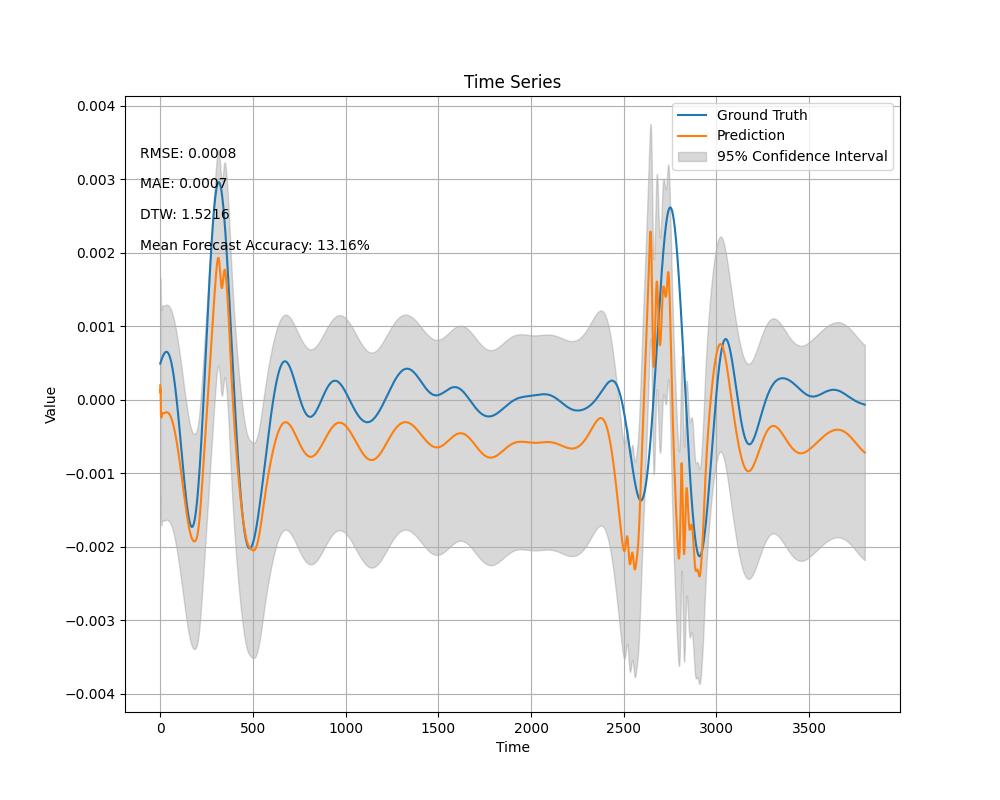 Time Series
0.004
0.003
0.002
0.001
0.000
−0.001
−0.002
−0.003
−0.004
Value
RMSE: 0.0008
MAE: 0.0007
DTW: 1.5216
Mean Forecast Accuracy: 13.16%
Ground Truth
Prediction
95% Confidence Interval
0
500
1000
1500
2000
2500
3000
3500
Time